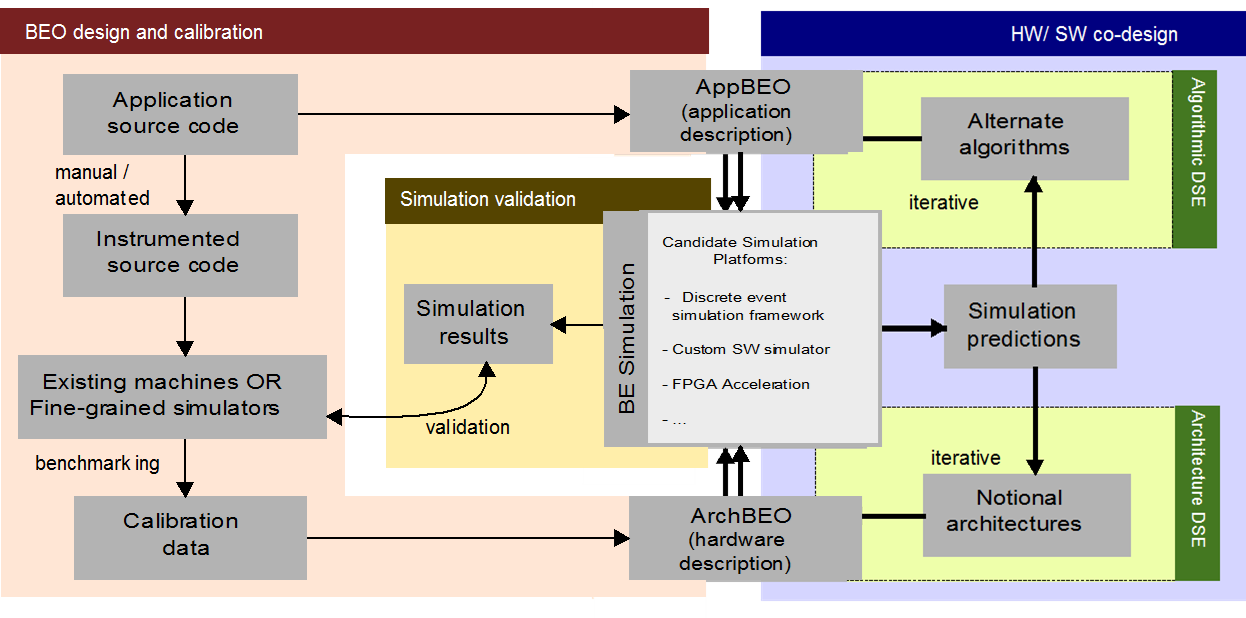 BEO design and calibration
HW/ SW co-design
Application
source code
manual /
automated
Instrumented
source code
Existing machines OR
Fine-grained simulators
benchmarking
Calibration
data
Simulation validation
Simulation
results
validation
AppBEO
(application
description)
BE Simulation
Candidate Simulation
Platforms:
- Discrete event
simulation framework
- Custom SW simulator
- FPGA Acceleration
- ...
ArchBEO
(hardware
description)
Alternate
algorithms
iterative
Algorithmic DSE
Simulation
predictions
iterative
Notional
architectures
Architecture DSE